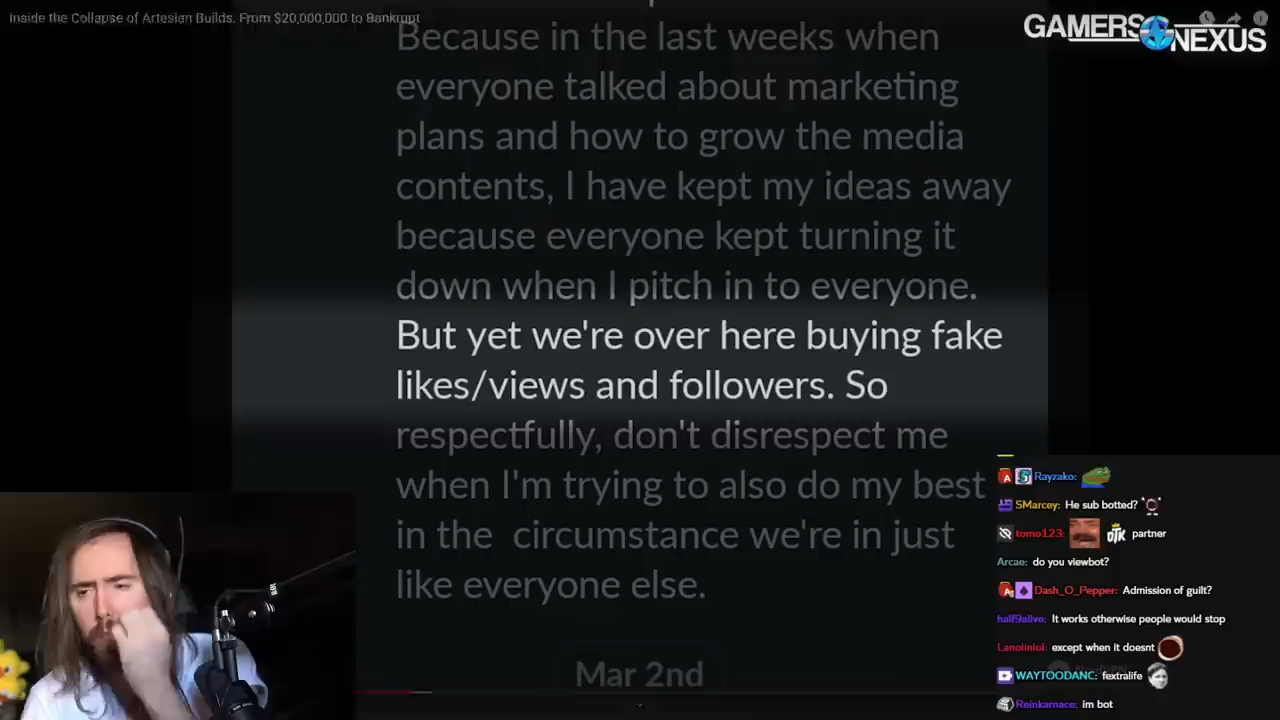 Inside the Collapse of Artesian Builds. From $20,000,000 to Bankrupt
GAMERS NEXUS
Because in the last weeks when
everyone talked about marketing
plans and how to grow the media
contents, I have kept my ideas away
because everyone kept turning it
down when I pitch in to everyone.
But yet we're over here buying fake
likes/views and followers. So
respectfully, don't disrespect me
when I'm trying to also do my best
in the circumstance we're in just
like everyone else.
Mar 2nd
Rayzako:
SMarcey: He sub botted?
tomo123: OTK partner
Arcae: do you viewbot?
Dash_O_Pepper: Admission of guilt?
half9alive: It works otherwise people would stop
Lanolinlol: except when it doesnt
WAYTOODANC: fextralife
Reinkarnace: im bot